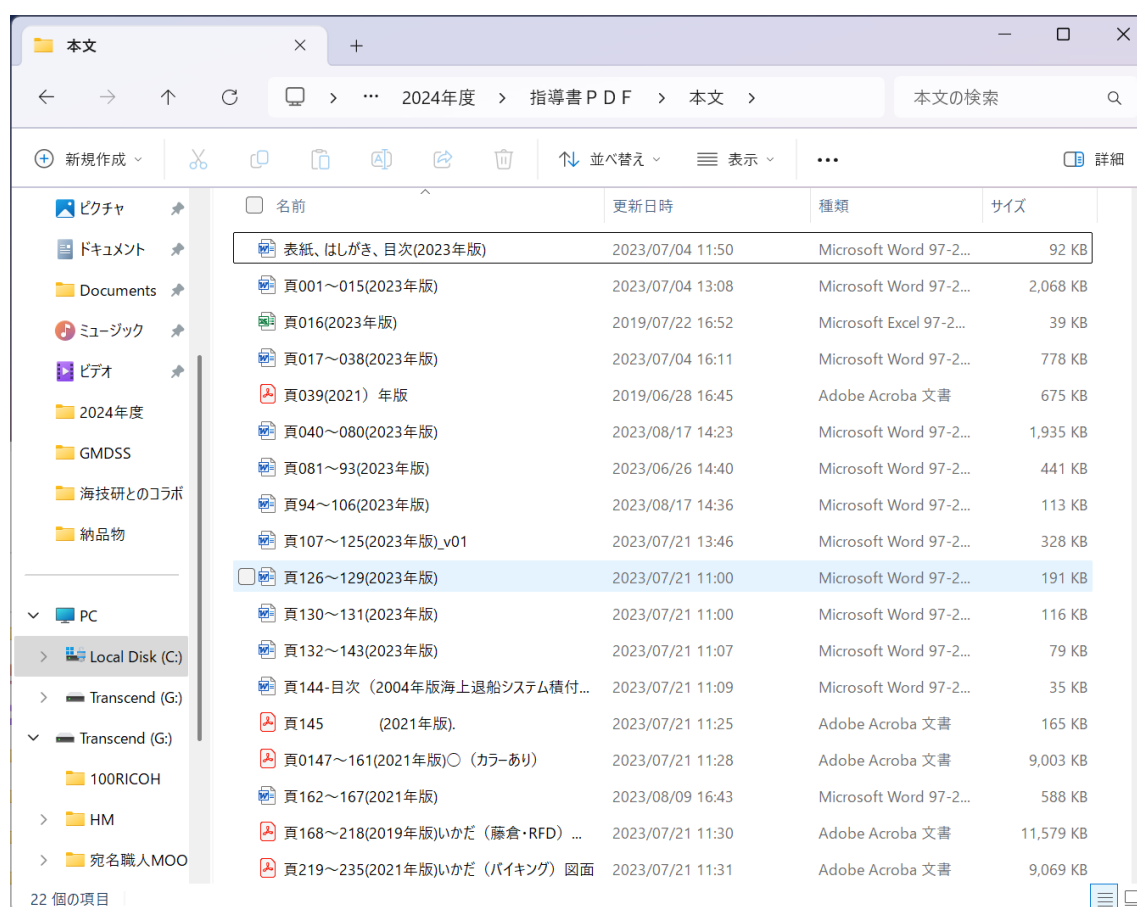 本文
2024年度 指導書ＰＤＦ 本文 本文の検索
新規作成 並べ替え 表示 詳細
ピクチャ
ドキュメント
Documents
ミュージック
ビデオ
2024年度
GMDSS
海技研とのコラボ
納品物
PC
Local Disk (C:)
Transcend (G:)
Transcend (G:)
100RICOH
HM
宛名職人MOO
名前 更新日時 種類 サイズ
表紙、はしがき、目次(2023年版) 2023/07/04 11:50 Microsoft Word 97-2... 92 KB
頁001～015(2023年版) 2023/07/04 13:08 Microsoft Word 97-2... 2,068 KB
頁016(2023年版) 2019/07/22 16:52 Microsoft Excel 97-2... 39 KB
頁017～038(2023年版) 2023/07/04 16:11 Microsoft Word 97-2... 778 KB
頁039(2021）年版 2019/06/28 16:45 Adobe Acroba 文書 675 KB
頁040～080(2023年版) 2023/08/17 14:23 Microsoft Word 97-2... 1,935 KB
頁081～93(2023年版) 2023/06/26 14:40 Microsoft Word 97-2... 441 KB
頁94～106(2023年版) 2023/08/17 14:36 Microsoft Word 97-2... 113 KB
頁107～125(2023年版)_v01 2023/07/21 13:46 Microsoft Word 97-2... 328 KB
頁126～129(2023年版) 2023/07/21 11:00 Microsoft Word 97-2... 191 KB
頁130～131(2023年版) 2023/07/21 11:00 Microsoft Word 97-2... 116 KB
頁132～143(2023年版) 2023/07/21 11:07 Microsoft Word 97-2... 79 KB
頁144-目次（2004年版海上退船システム積付... 2023/07/21 11:09 Microsoft Word 97-2... 35 KB
頁145 (2021年版). 2023/07/21 11:25 Adobe Acroba 文書 165 KB
頁0147～161(2021年版)○（カラーあり） 2023/07/21 11:28 Adobe Acroba 文書 9,003 KB
頁162～167(2021年版) 2023/08/09 16:43 Microsoft Word 97-2... 588 KB
頁168～218(2019年版)いかだ（藤倉・RFD）... 2023/07/21 11:30 Adobe Acroba 文書 11,579 KB
頁219～235(2021年版)いかだ（バイキング）図面 2023/07/21 11:31 Adobe Acroba 文書 9,069 KB
22 個の項目